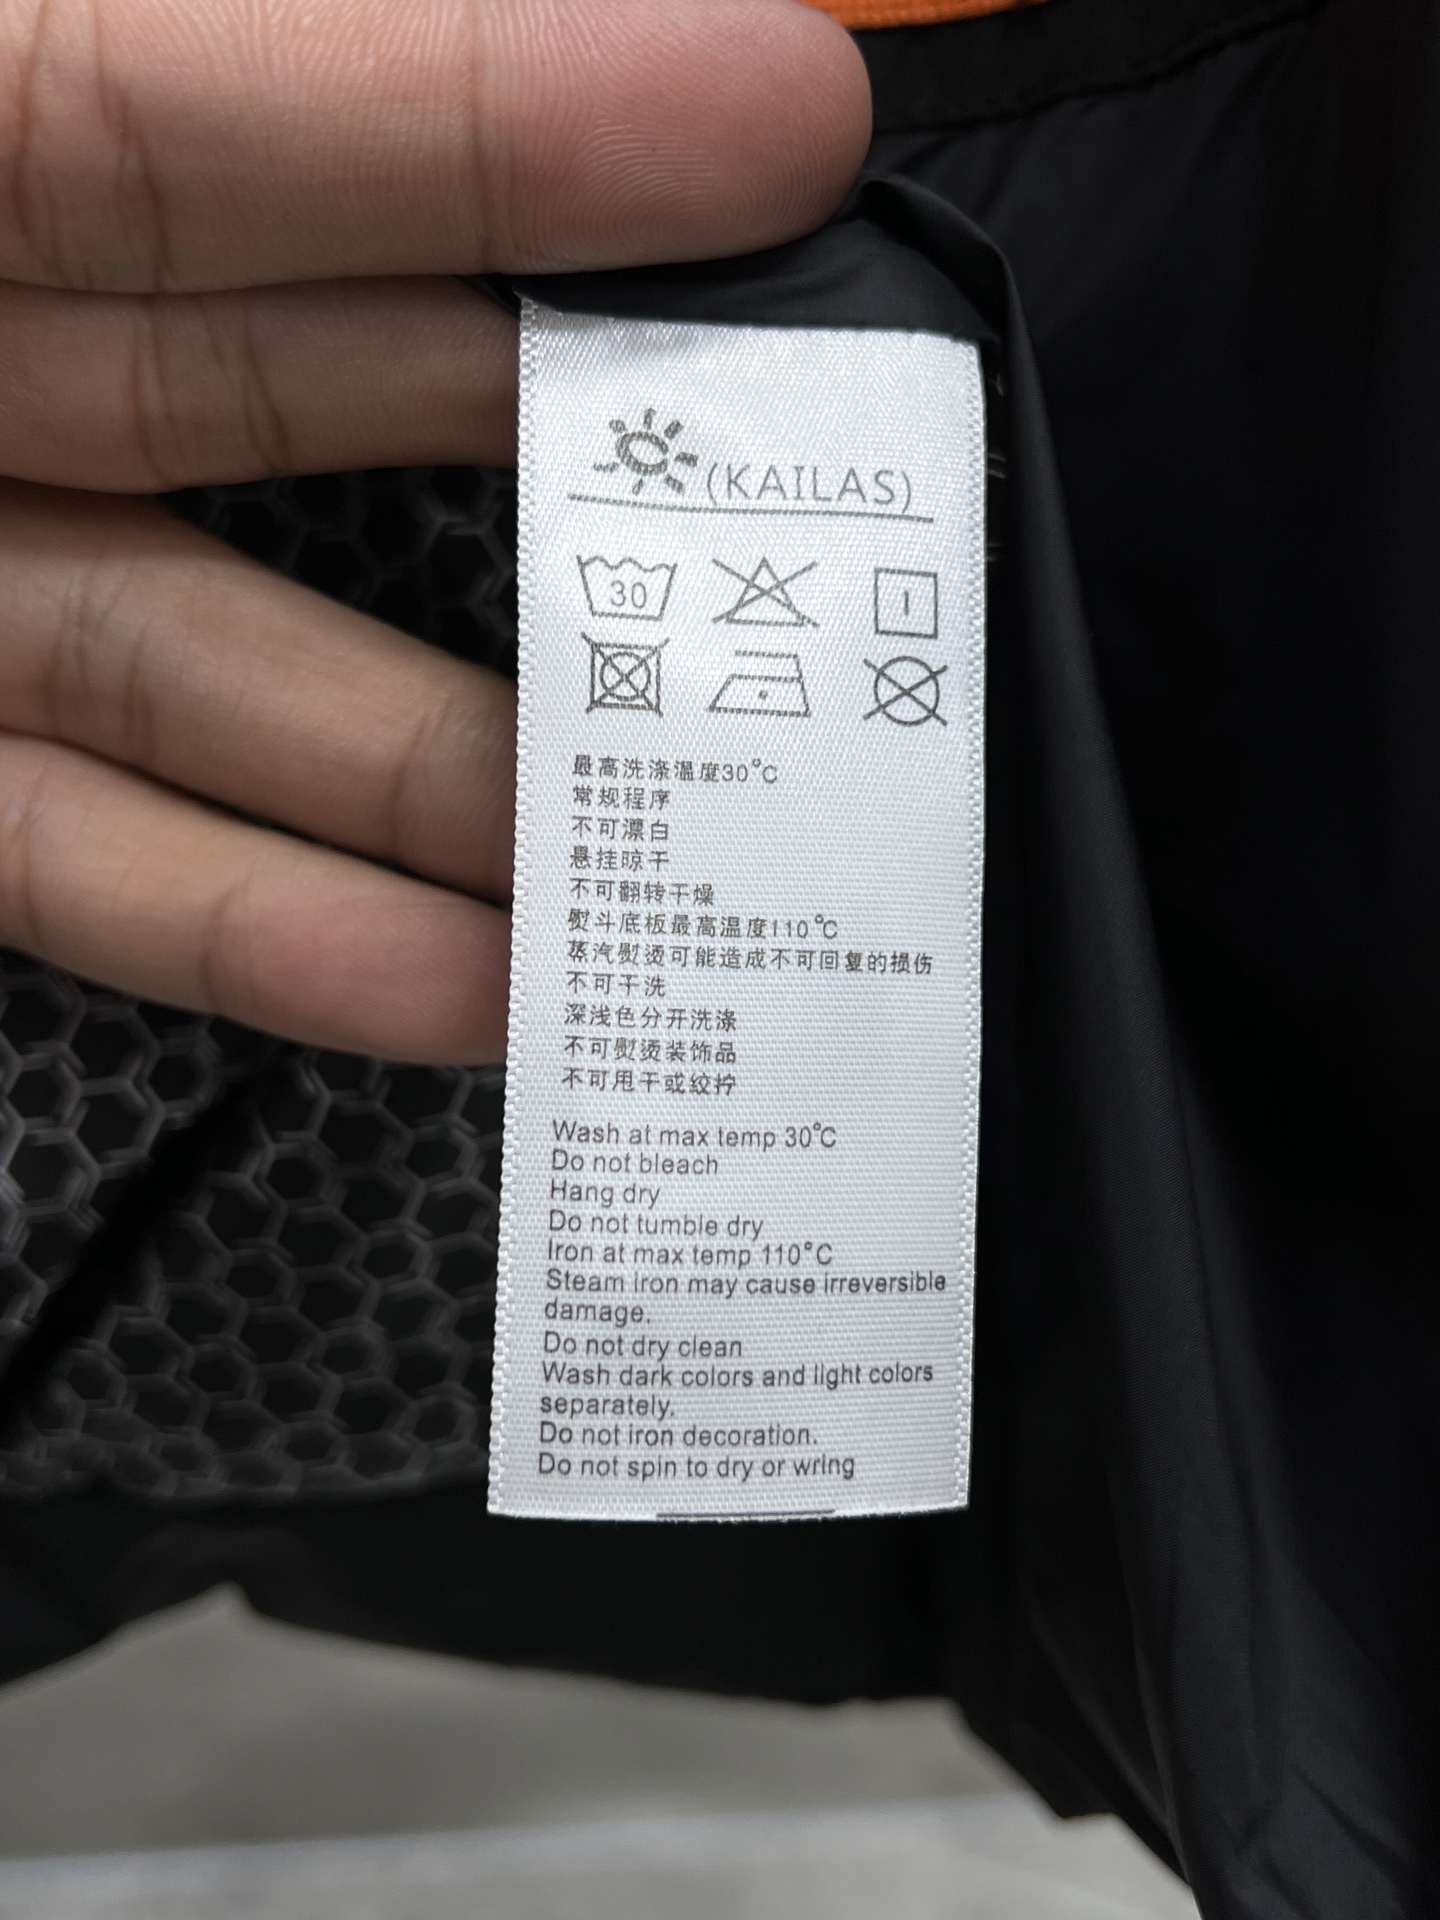 (KAILAS)
30
最高洗涤温度30℃
常规程序
不可漂白
悬挂晾干
不可翻转干燥
熨斗底板最高温度110℃
蒸汽熨烫可能造成不可回复的损伤
不可干洗
深浅色分开洗涤
不可熨烫装饰品
不可甩干或绞拧
Wash at max temp 30℃
Do not bleach
Hang dry
Do not tumble dry
Iron at max temp 110°C
Steam iron may cause irreversible
damage.
Do not dry clean
Wash dark colors and light colors
separately.
Do not iron decoration.
Do not spin to dry or wring